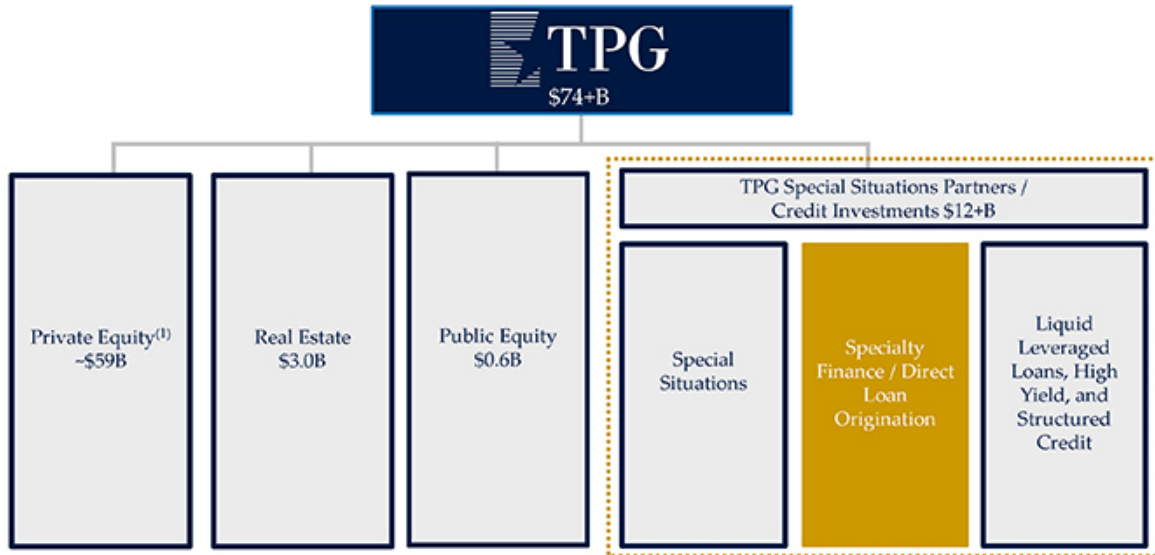 TPG
$74+B
Private Equity(1)
~$59B
Real Estate
$3.0B
Public Equity
$0.6B
TPG Special Situations Partners /
Credit Investments $12+B
Special
Situations
Specialty
Finance / Direct
Loan
Origination
Liquid
Leveraged
Loans, High
Yield, and
Structured
Credit